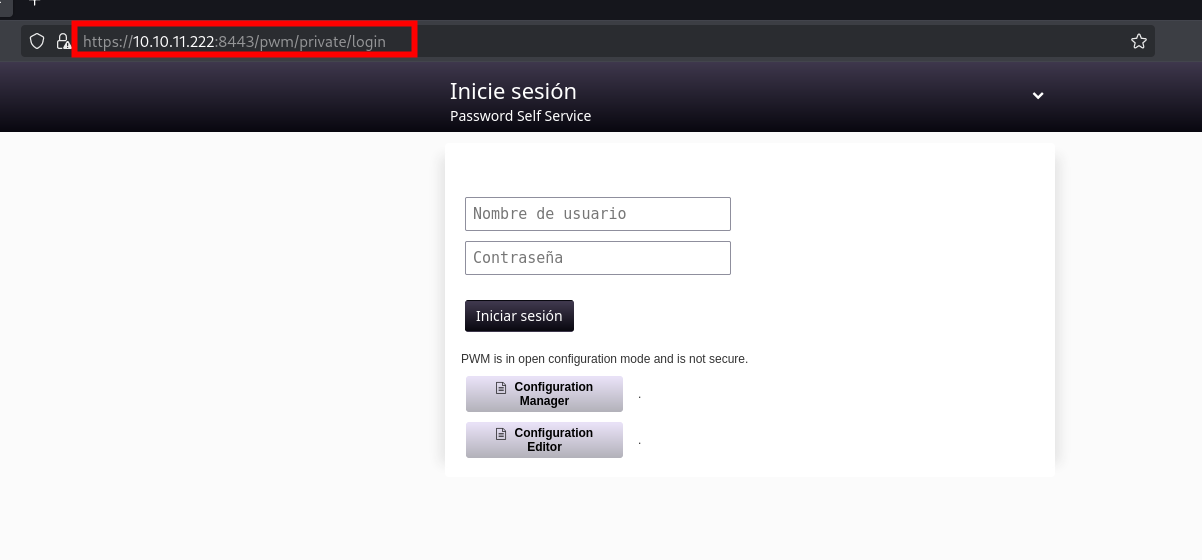 https://10.10.11.222:8443/pwm/private/login
Inicie sesión
Password Self Service
Nombre de usuario
Contraseña
Iniciar sesión
PWM is in open configuration mode and is not secure.
Configuration
Manager
.
Configuration
Editor
.